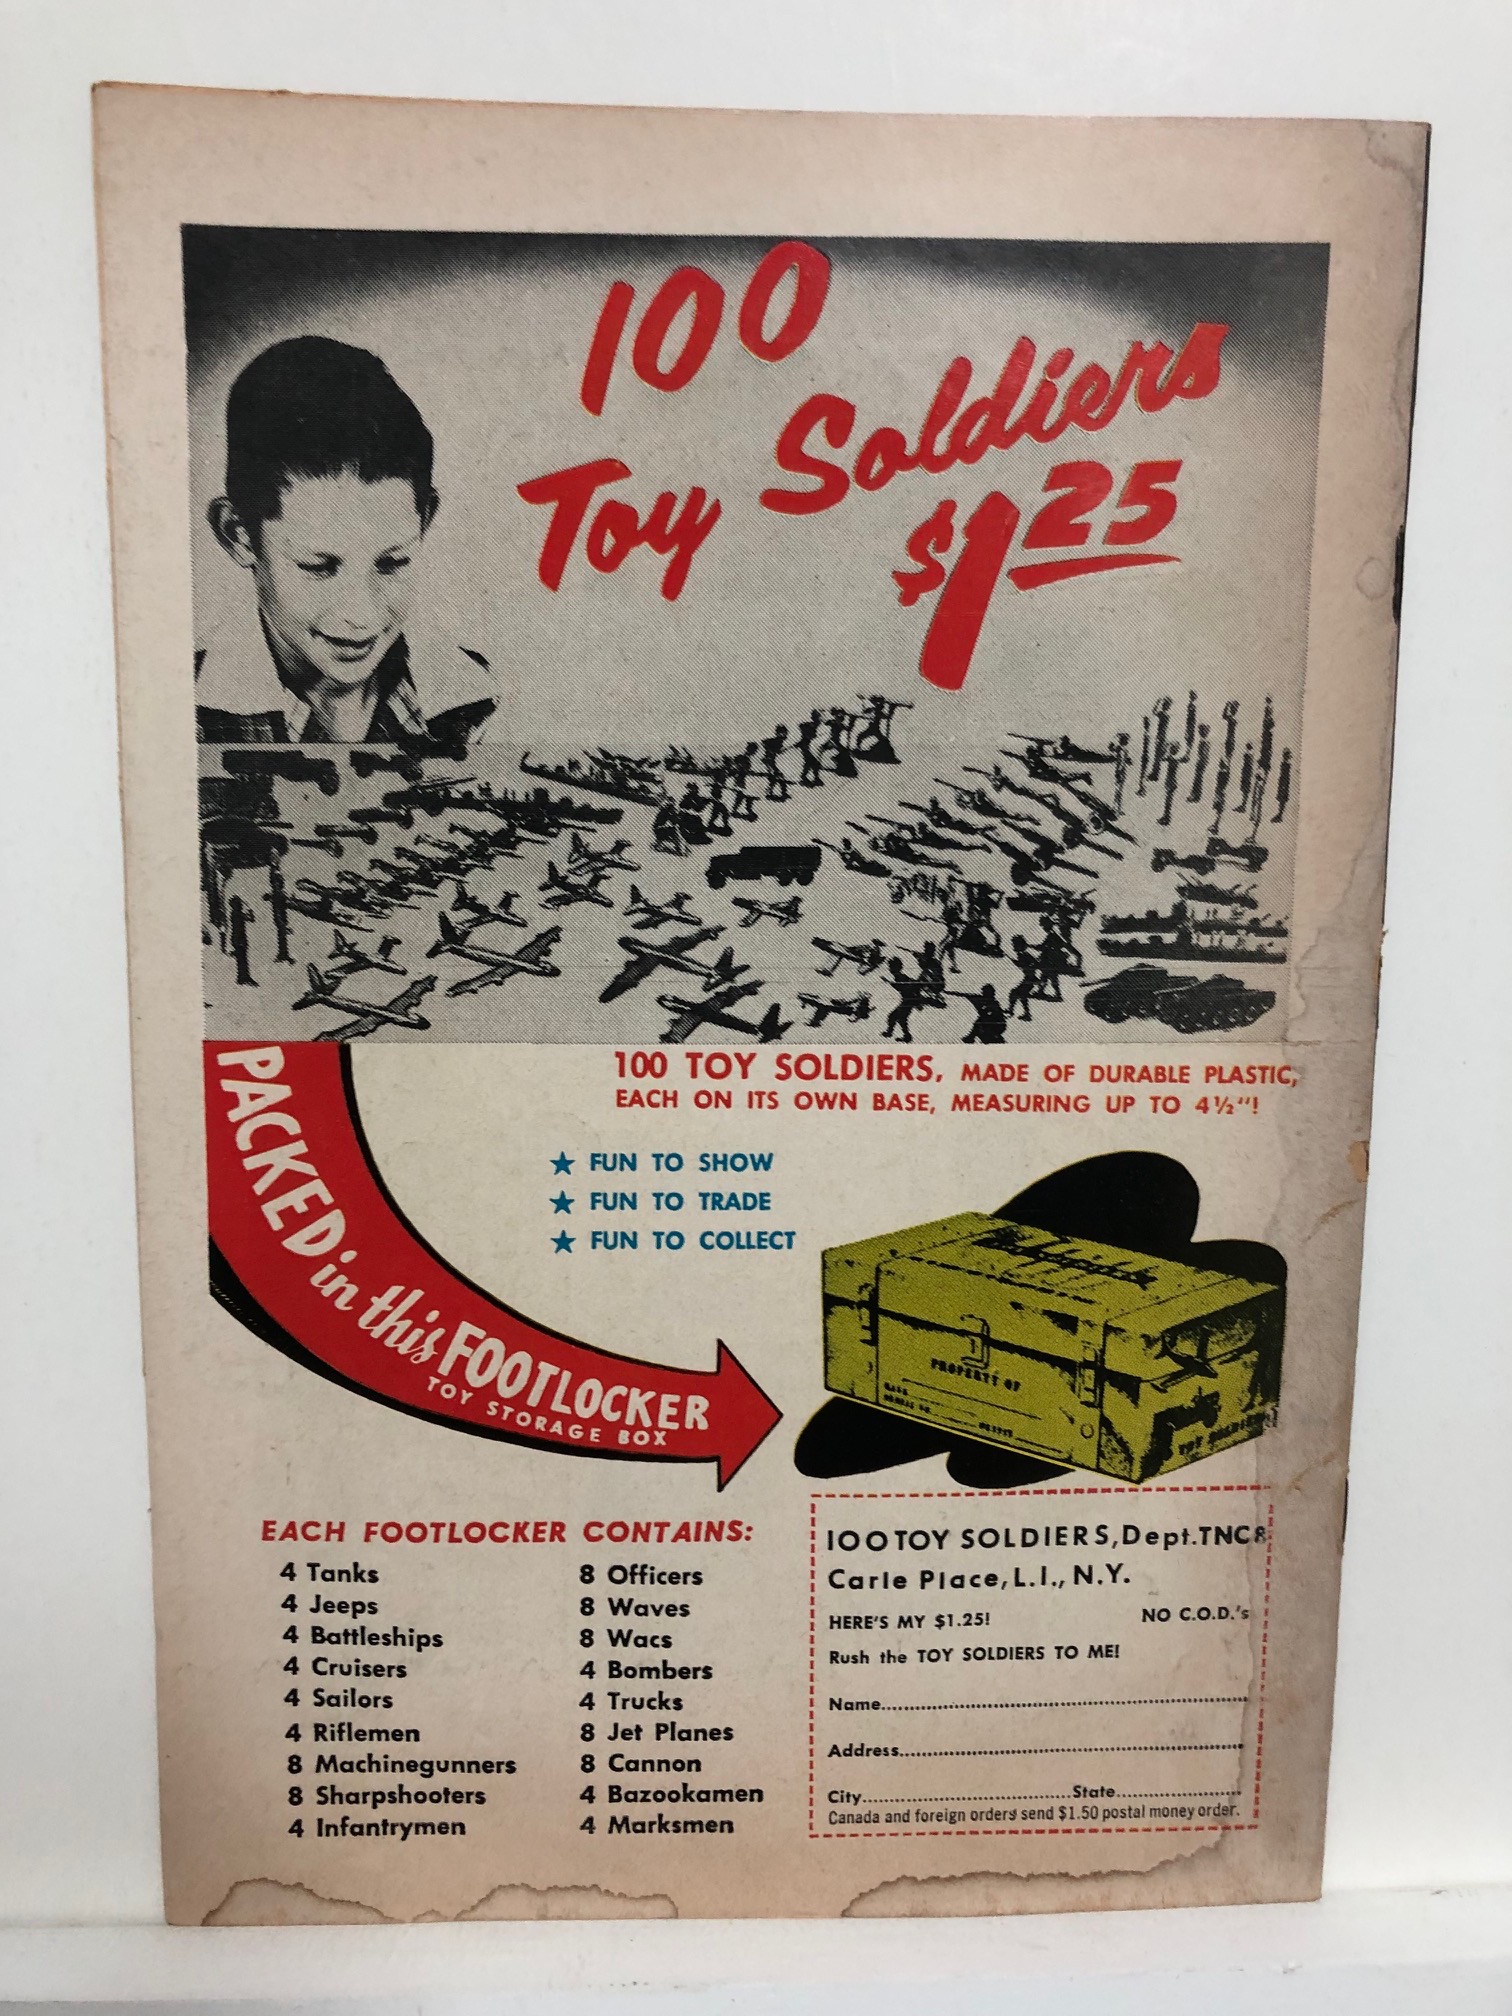 100
Toy Soldiers
$1 25
100 TOY SOLDIERS, MADE OF DURABLE PLASTIC,
EACH ON ITS OWN BASE, MEASURING UP TO 4½"!
★ FUN TO SHOW
★ FUN TO TRADE
★ FUN TO COLLECT
PACKED in this FOOTLOCKER
TOY STORAGE BOX
PROPERTY OF
TOY SOLDIERS
EACH FOOTLOCKER CONTAINS:
4 Tanks
4 Jeeps
4 Battleships
4 Cruisers
4 Sailors
4 Riflemen
8 Machinegunners
8 Sharpshooters
4 Infantrymen
8 Officers
8 Waves
8 Wacs
4 Bombers
4 Trucks
8 Jet Planes
8 Cannon
4 Bazookamen
4 Marksmen
100 TOY SOLDIERS, Dept. TNC8
Carle Place, L.I., N.Y.
HERE'S MY $1.25! NO C.O.D.'s
Rush the TOY SOLDIERS TO ME!
Name
Address
City State
Canada and foreign orders send $1.50 postal money order.